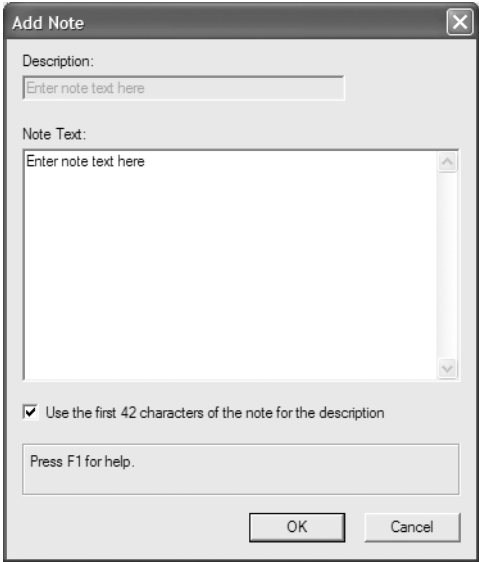 Add Note
Description:
Enter note text here
Note Text:
Enter note text here
Use the first 42 characters of the note for the description
Press F1 for help.
OK Cancel